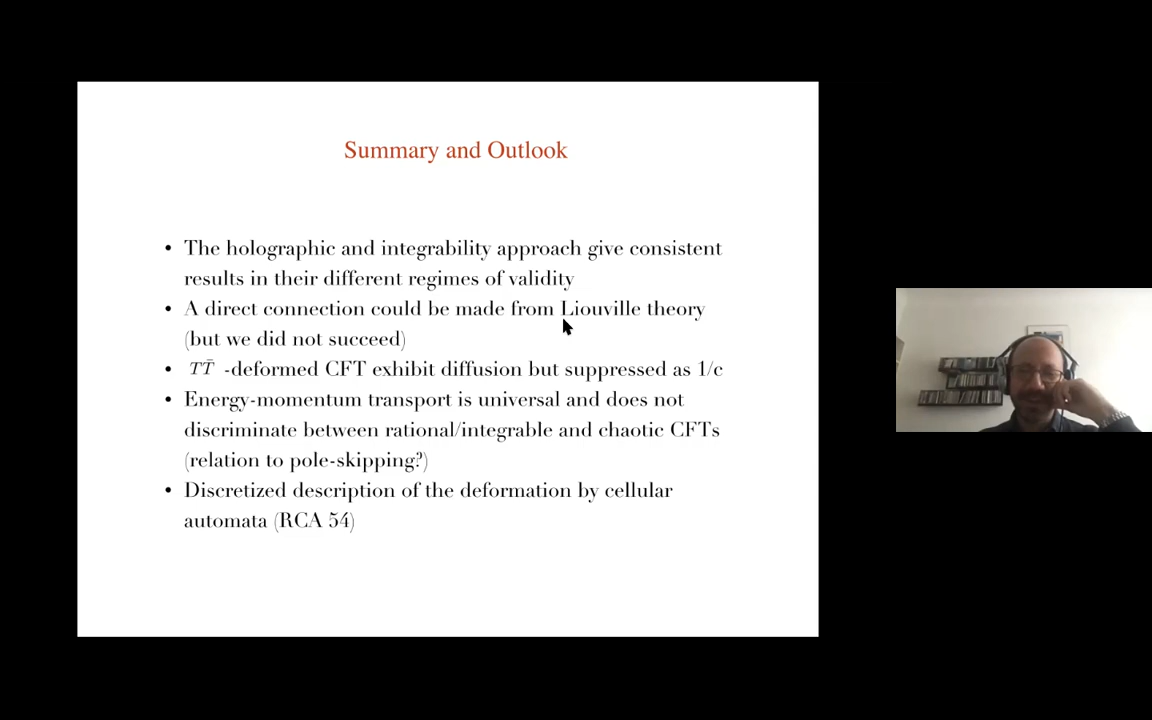 Summary and Outlook
• The holographic and integrability approach give consistent
results in their different regimes of validity
• A direct connection could be made from Liouville theory
(but we did not succeed)
• TT̄ -deformed CFT exhibit diffusion but suppressed as 1/c
• Energy-momentum transport is universal and does not
discriminate between rational/integrable and chaotic CFTs
(relation to pole-skipping?)
• Discretized description of the deformation by cellular
automata (RCA 54)